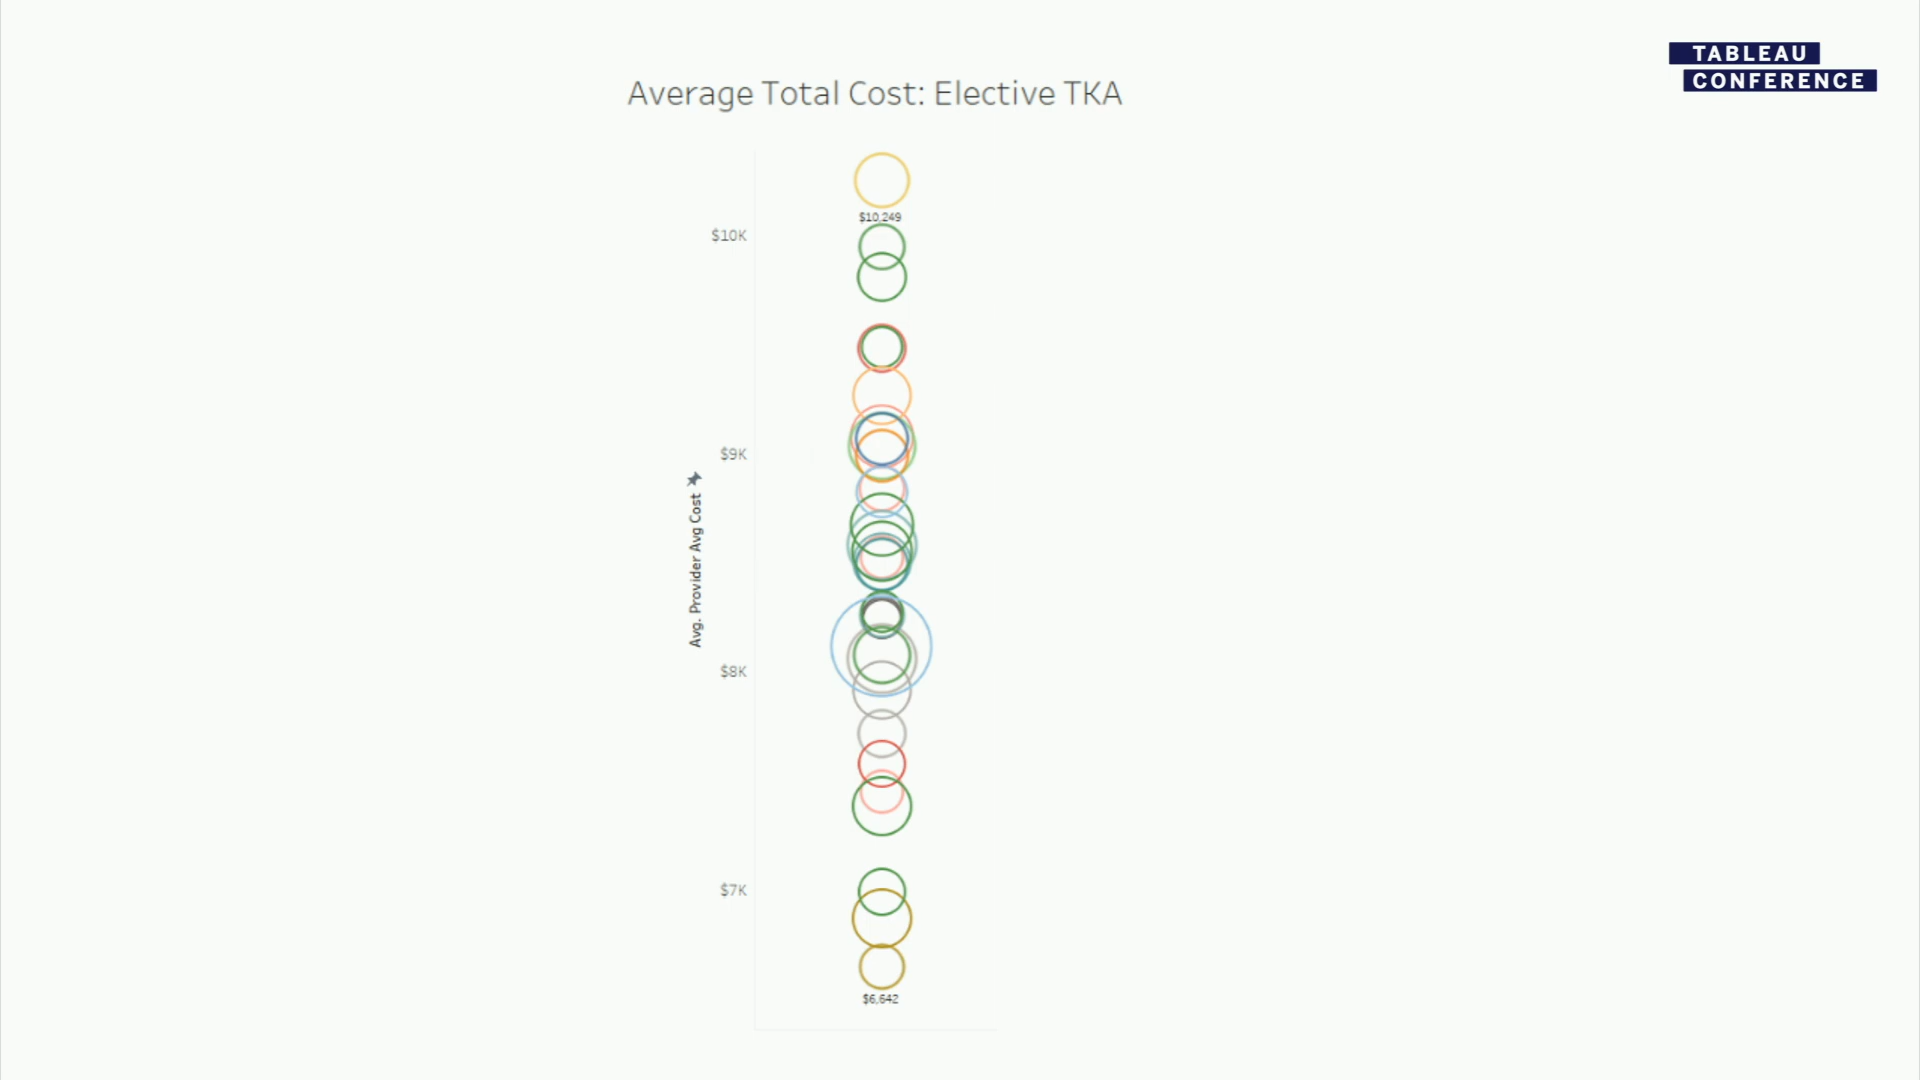 TABLEAU
CONFERENCE
Average Total Cost: Elective TKA
$10,249
$10K
$9K
Avg. Provider Avg Cost
$8K
$7K
$6,642